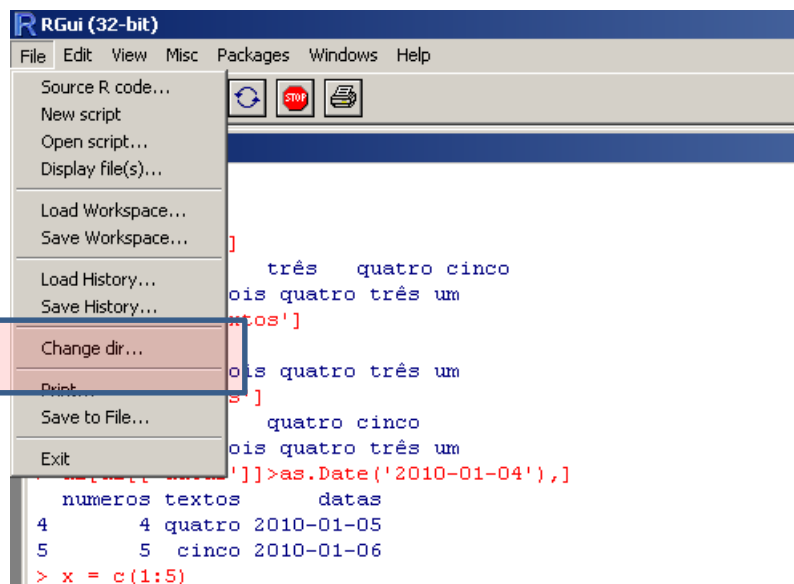 RGui (32-bit)
File Edit View Misc Packages Windows Help
Source R code...
New script
STOP
Open script...
Display file(s)...
Load Workspace...
Save Workspace...
]
Load History...
três quatro cinco
Save History...
ois quatro três um
xtos']
Change dir...
ois quatro três um
Print...
s']
Save to File...
quatro cinco
ois quatro três um
Exit
']]>as.Date('2010-01-04'),]
numeros textos datas
4 4 quatro 2010-01-05
5 5 cinco 2010-01-06
> x = c(1:5)